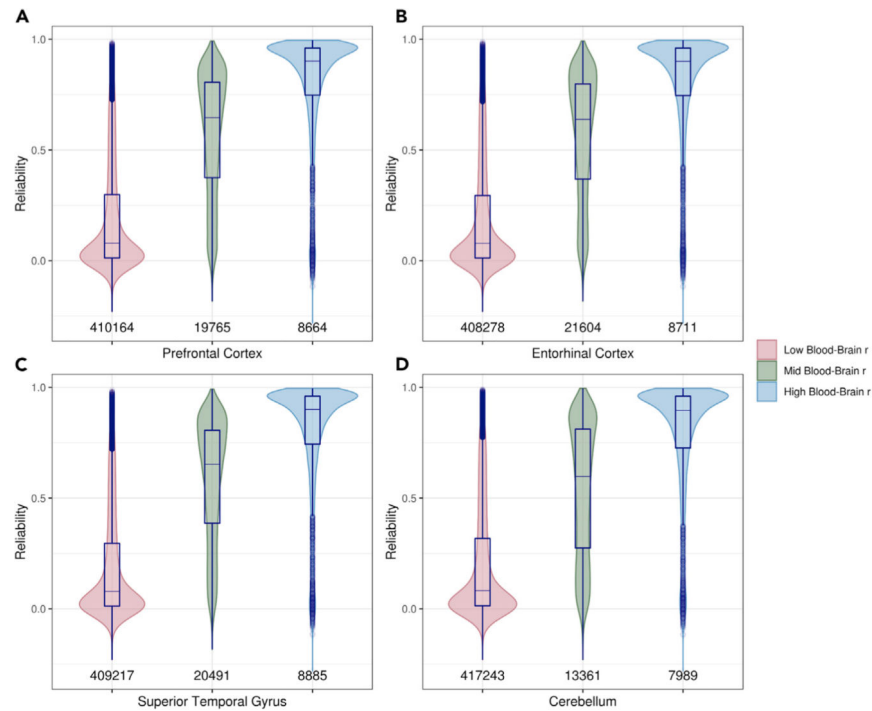 A
1.0
0.5
0.0
Reliability
410164 19765 8664
Prefrontal Cortex
B
1.0
0.5
0.0
Reliability
408278 21604 8711
Entorhinal Cortex
C
1.0
0.5
0.0
Reliability
409217 20491 8885
Superior Temporal Gyrus
D
1.0
0.5
0.0
Reliability
417243 13361 7989
Cerebellum
Low Blood-Brain r
Mid Blood-Brain r
High Blood-Brain r